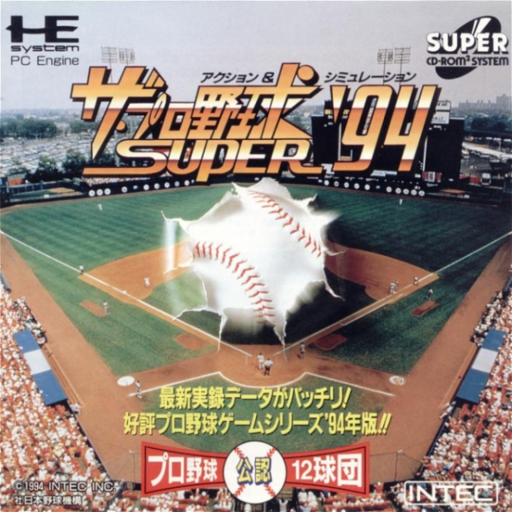 HE
system
PC Engine
SUPER
CD-ROM² SYSTEM
アクション & シミュレーション
ザ・プロ野球
SUPER '94
最新実録データがバッチリ!
好評プロ野球ゲームシリーズ'94年版!!
プロ野球 公認 12球団
©1994 INTEC INC.
社日本野球機構
INTEC